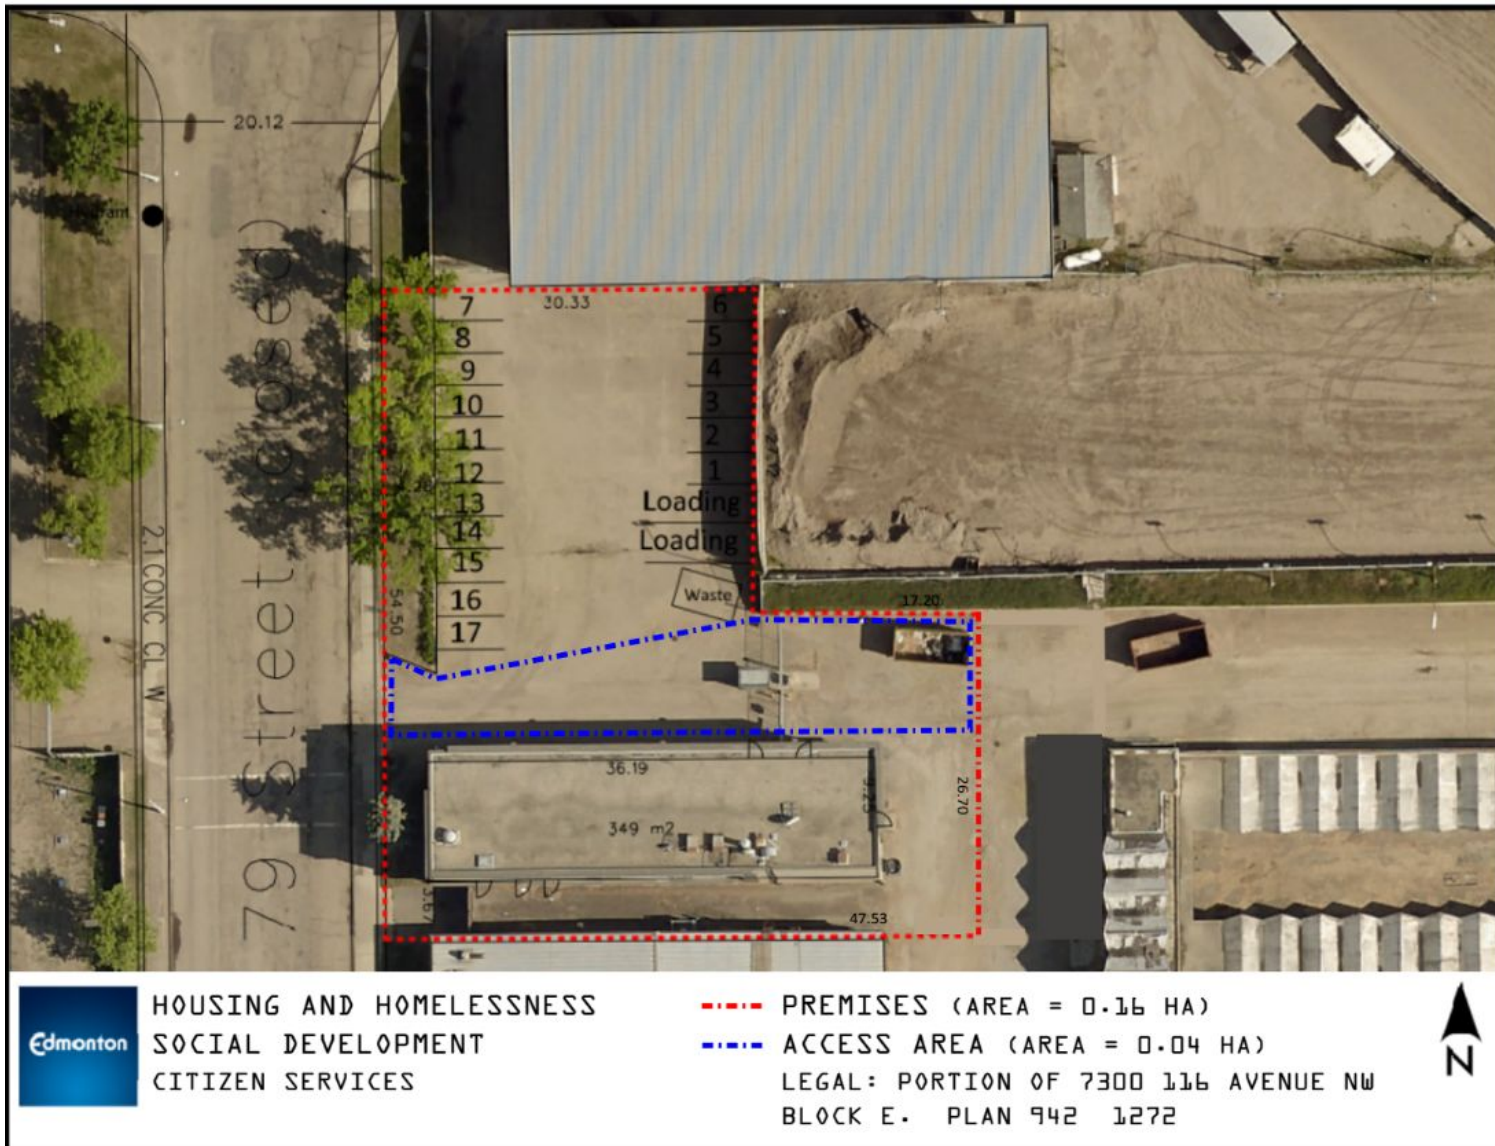 20.12
Hydrant
79 Street (closed)
21 CONC CL W
30.33
7
8
9
10
11
12
13
14
15
16
17
6
5
4
3
2
1
Loading
Loading
Waste
54.50
17.20
36.19
349 m2
26.70
47.53
HOUSING AND HOMELESSNESS
SOCIAL DEVELOPMENT
CITIZEN SERVICES
Edmonton
PREMISES (AREA = 0.16 HA)
ACCESS AREA (AREA = 0.04 HA)
LEGAL: PORTION OF 7300 116 AVENUE NW
BLOCK E. PLAN 942 1272
N